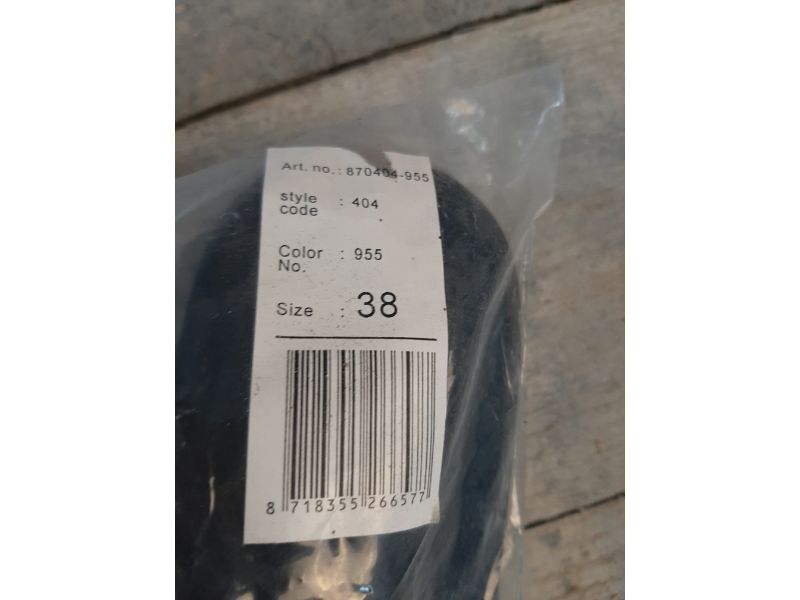 Art. no.: 870404-955
style code : 404
Color No. : 955
Size : 38
8 718355 266577